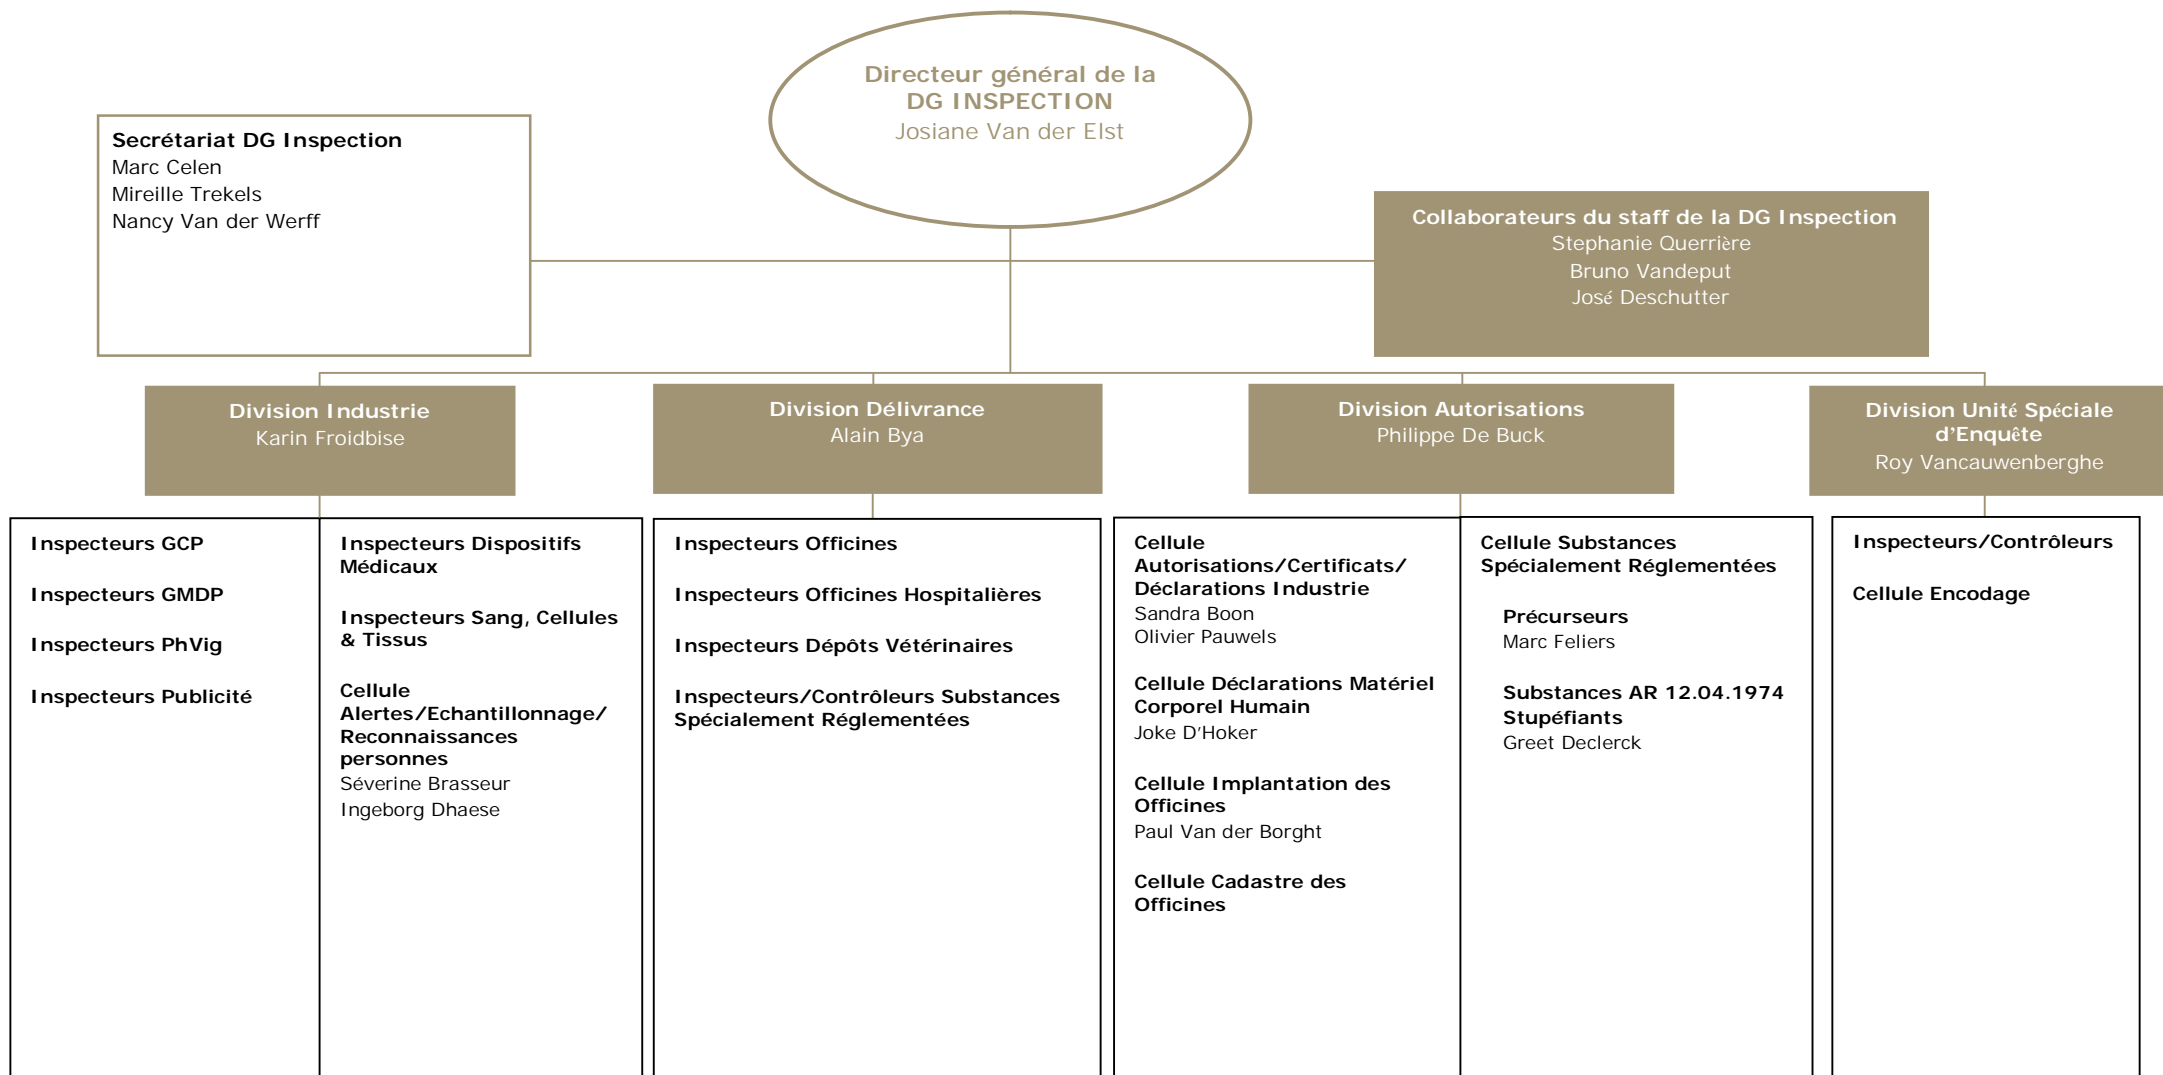 Directeur général de la
DG INSPECTION
Josiane Van der Elst
Secrétariat DG Inspection
Marc Celen
Mireille Trekels
Nancy Van der Werff
Collaborateurs du staff de la DG Inspection
Stephanie Querrière
Bruno Vandeput
José Deschutter
Division Industrie
Karin Froidbise
Division Délivrance
Alain Bya
Division Autorisations
Philippe De Buck
Division Unité Spéciale
d’Enquête
Roy Vancauwenberghe
Inspecteurs GCP
Inspecteurs GMDP
Inspecteurs PhVig
Inspecteurs Publicité
Inspecteurs Dispositifs
Médicaux
Inspecteurs Sang, Cellules
& Tissus
Cellule
Alertes/Echantillonnage/
Reconnaissances
personnes
Séverine Brasseur
Ingeborg Dhaese
Inspecteurs Officines
Inspecteurs Officines Hospitalières
Inspecteurs Dépôts Vétérinaires
Inspecteurs/Contrôleurs Substances
Spécialement Réglementées
Cellule
Autorisations/Certificats/
Déclarations Industrie
Sandra Boon
Olivier Pauwels
Cellule Déclarations Matériel
Corporel Humain
Joke D’Hoker
Cellule Implantation des
Officines
Paul Van der Borght
Cellule Cadastre des
Officines
Cellule Substances
Spécialement Réglementées
Précurseurs
Marc Feliers
Substances AR 12.04.1974
Stupéfiants
Greet Declerck
Inspecteurs/Contrôleurs
Cellule Encodage